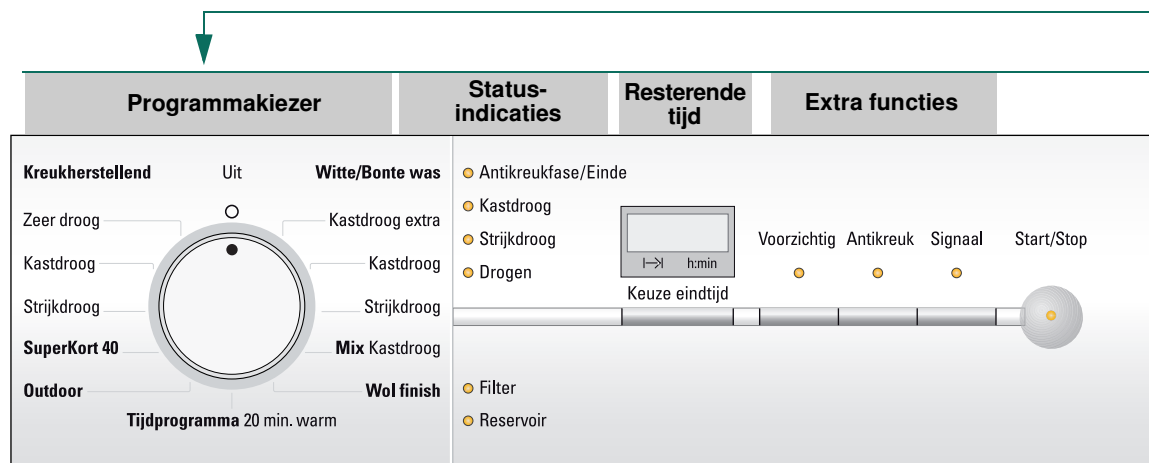 Programmakiezer
Status-
indicaties
Resterende
tijd
Extra functies
Kreukherstellend
Uit
Witte/Bonte was
Zeer droog
Kastdroog extra
Kastdroog
Kastdroog
Strijkdroog
Strijkdroog
SuperKort 40
Mix Kastdroog
Outdoor
Wol finish
Tijdprogramma 20 min. warm
Antikreukfase/Einde
Kastdroog
Strijkdroog
Drogen
h:min
Keuze eindtijd
Voorzichtig
Antikreuk
Signaal
Start/Stop
Filter
Reservoir